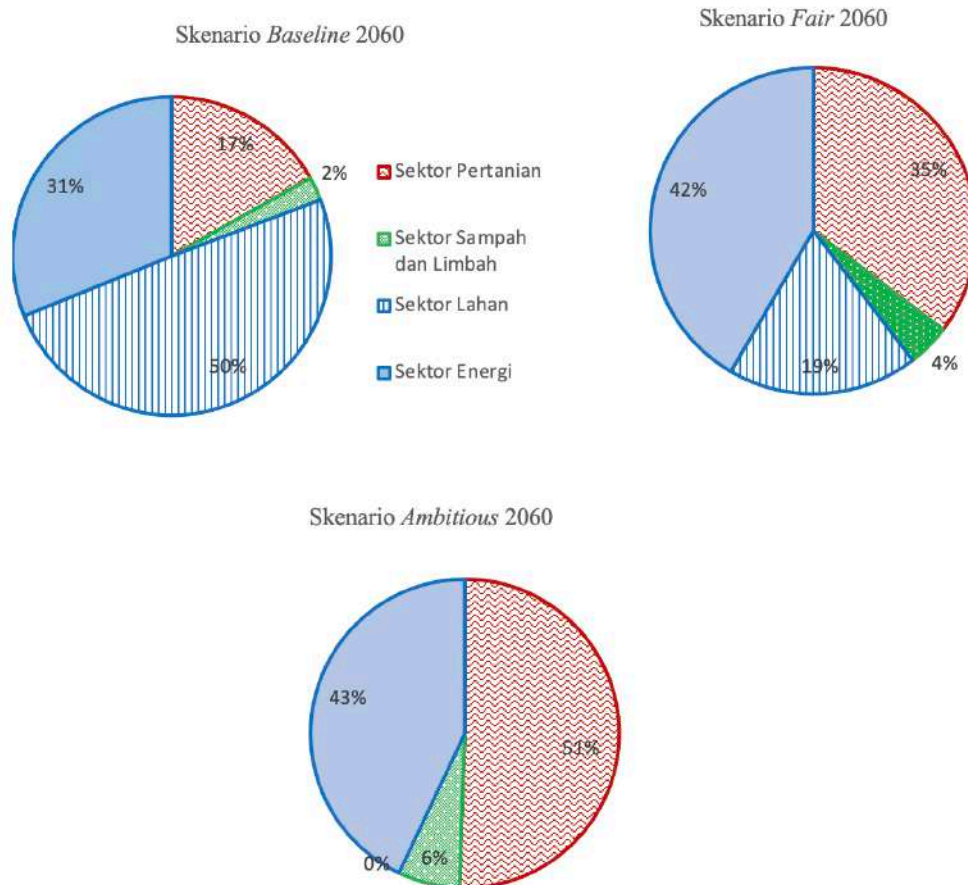 Skenario Baseline 2060
17%
2%
50%
31%
Sektor Pertanian
Sektor Sampah
dan Limbah
Sektor Lahan
Sektor Energi
Skenario Fair 2060
35%
4%
19%
42%
Skenario Ambitious 2060
51%
6%
0%
43%